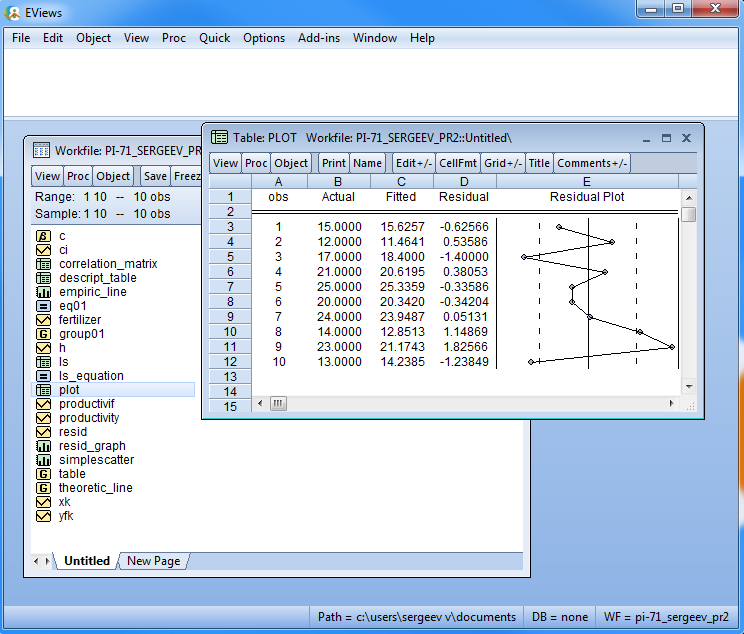 EViews
File Edit Object View Proc Quick Options Add-ins Window Help
Workfile: PI-71_SERGEEV_PR
View Proc Object Save Freez
Range: 1 10 -- 10 obs
Sample: 1 10 -- 10 obs
β c
ci
correlation_matrix
descript_table
empiric_line
eq01
fertilizer
G group01
h
ls
ls_equation
plot
productivif
productivity
resid
resid_graph
simplescatter
G table
G theoretic_line
xk
yfk
Untitled New Page
Table: PLOT Workfile: PI-71_SERGEEV_PR2::Untitled\
View Proc Object Print Name Edit+/- CellFmt Grid+/- Title Comments+/-
A B C D E
1 obs Actual Fitted Residual Residual Plot
2
3 1 15.0000 15.6257 -0.62566
4 2 12.0000 11.4641 0.53586
5 3 17.0000 18.4000 -1.40000
6 4 21.0000 20.6195 0.38053
7 5 25.0000 25.3359 -0.33586
8 6 20.0000 20.3420 -0.34204
9 7 24.0000 23.9487 0.05131
10 8 14.0000 12.8513 1.14869
11 9 23.0000 21.1743 1.82566
12 10 13.0000 14.2385 -1.23849
13
14
15
Path = c:\users\sergeev v\documents DB = none WF = pi-71_sergeev_pr2